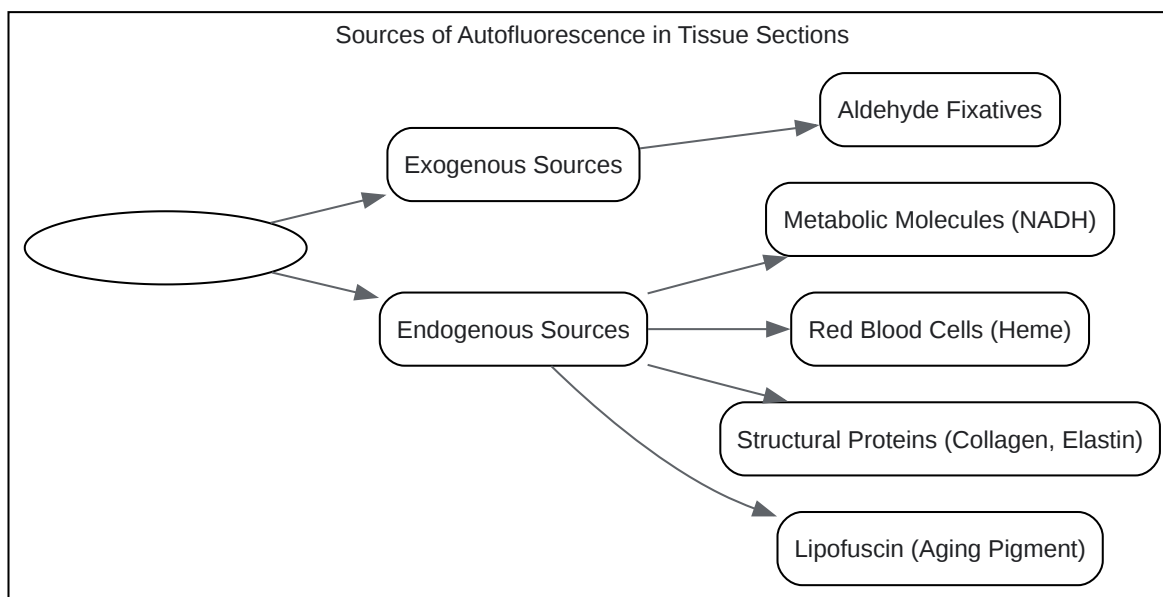 Sources of Autofluorescence in Tissue Sections
Aldehyde Fixatives
Exogenous Sources
Metabolic Molecules (NADH)
Endogenous Sources
Red Blood Cells (Heme)
Structural Proteins (Collagen, Elastin)
Lipofuscin (Aging Pigment)